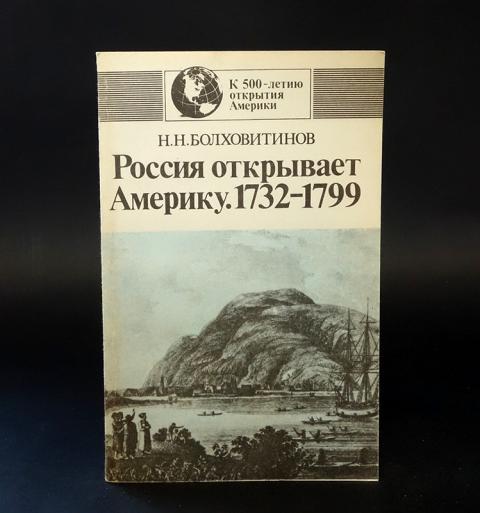 К 500-летию
открытия
Америки
Н.Н.БОЛХОВИТИНОВ
Россия открывает
Америку.1732-1799